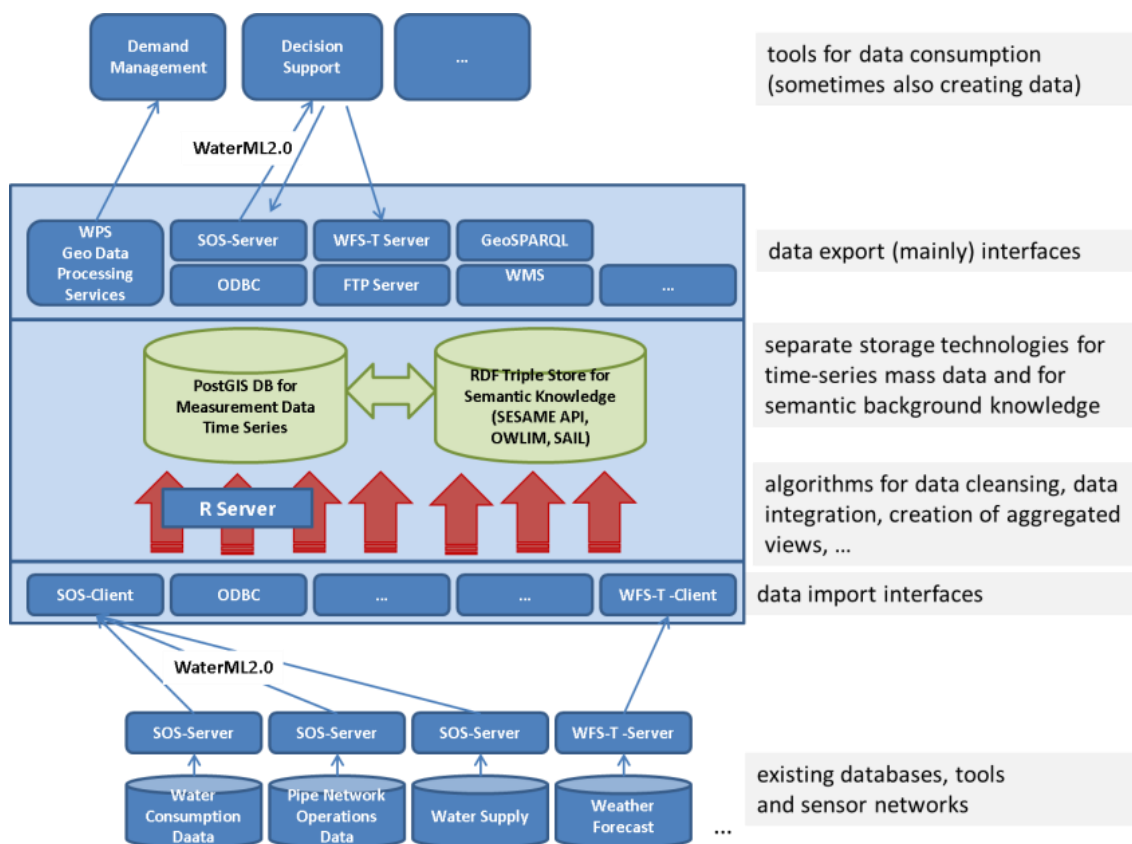 Demand
Management
Decision
Support
...
tools for data consumption
(sometimes also creating data)
WaterML2.0
WPS
Geo Data
Processing
Services
SOS-Server
WFS-T Server
GeoSPARQL
ODBC
FTP Server
WMS
...
data export (mainly) interfaces
PostGIS DB for
Measurement Data
Time Series
RDF Triple Store for
Semantic Knowledge
(SESAME API,
OWLIM, SAIL)
separate storage technologies for
time-series mass data and for
semantic background knowledge
R Server
algorithms for data cleansing, data
integration, creation of aggregated
views, ...
SOS-Client
ODBC
...
...
WFS-T -Client
data import interfaces
WaterML2.0
SOS-Server
SOS-Server
SOS-Server
WFS-T -Server
Water
Consumption
Daata
Pipe Network
Operations
Data
Water Supply
Weather
Forecast
...
existing databases, tools
and sensor networks